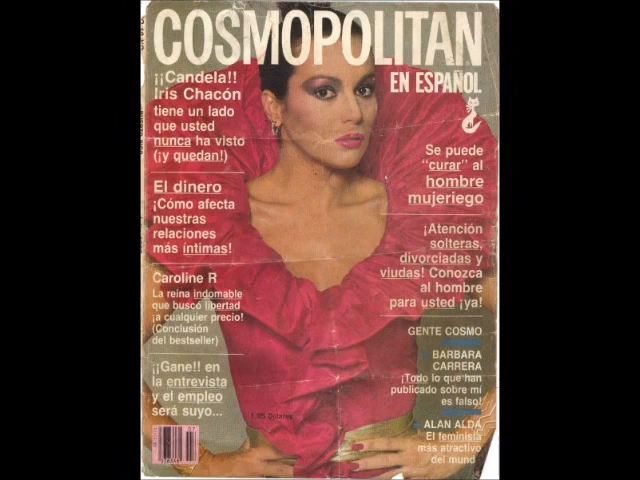 COSMOPOLITAN
EN ESPAÑOL
¡¡Candela!!
Iris Chacón
tiene un lado
que usted
nunca ha visto
(¡y quedan!)
El dinero
¡Cómo afecta
nuestras
relaciones
más íntimas!
Caroline R
La reina indomable
que buscó libertad
¡a cualquier precio!
(Conclusión
del bestseller)
¡¡Gane!! en
la entrevista
y el empleo
será suyo...
Se puede
"curar" al
hombre
mujeriego
¡Atención
solteras,
divorciadas y
viudas! Conozca
al hombre
para usted ¡ya!
GENTE COSMO
BARBARA
CARRERA
¡Todo lo que han
publicado sobre mí
es falso!
ALAN ALDA
El feminista
más atractivo
del mund
1.95 Dólares